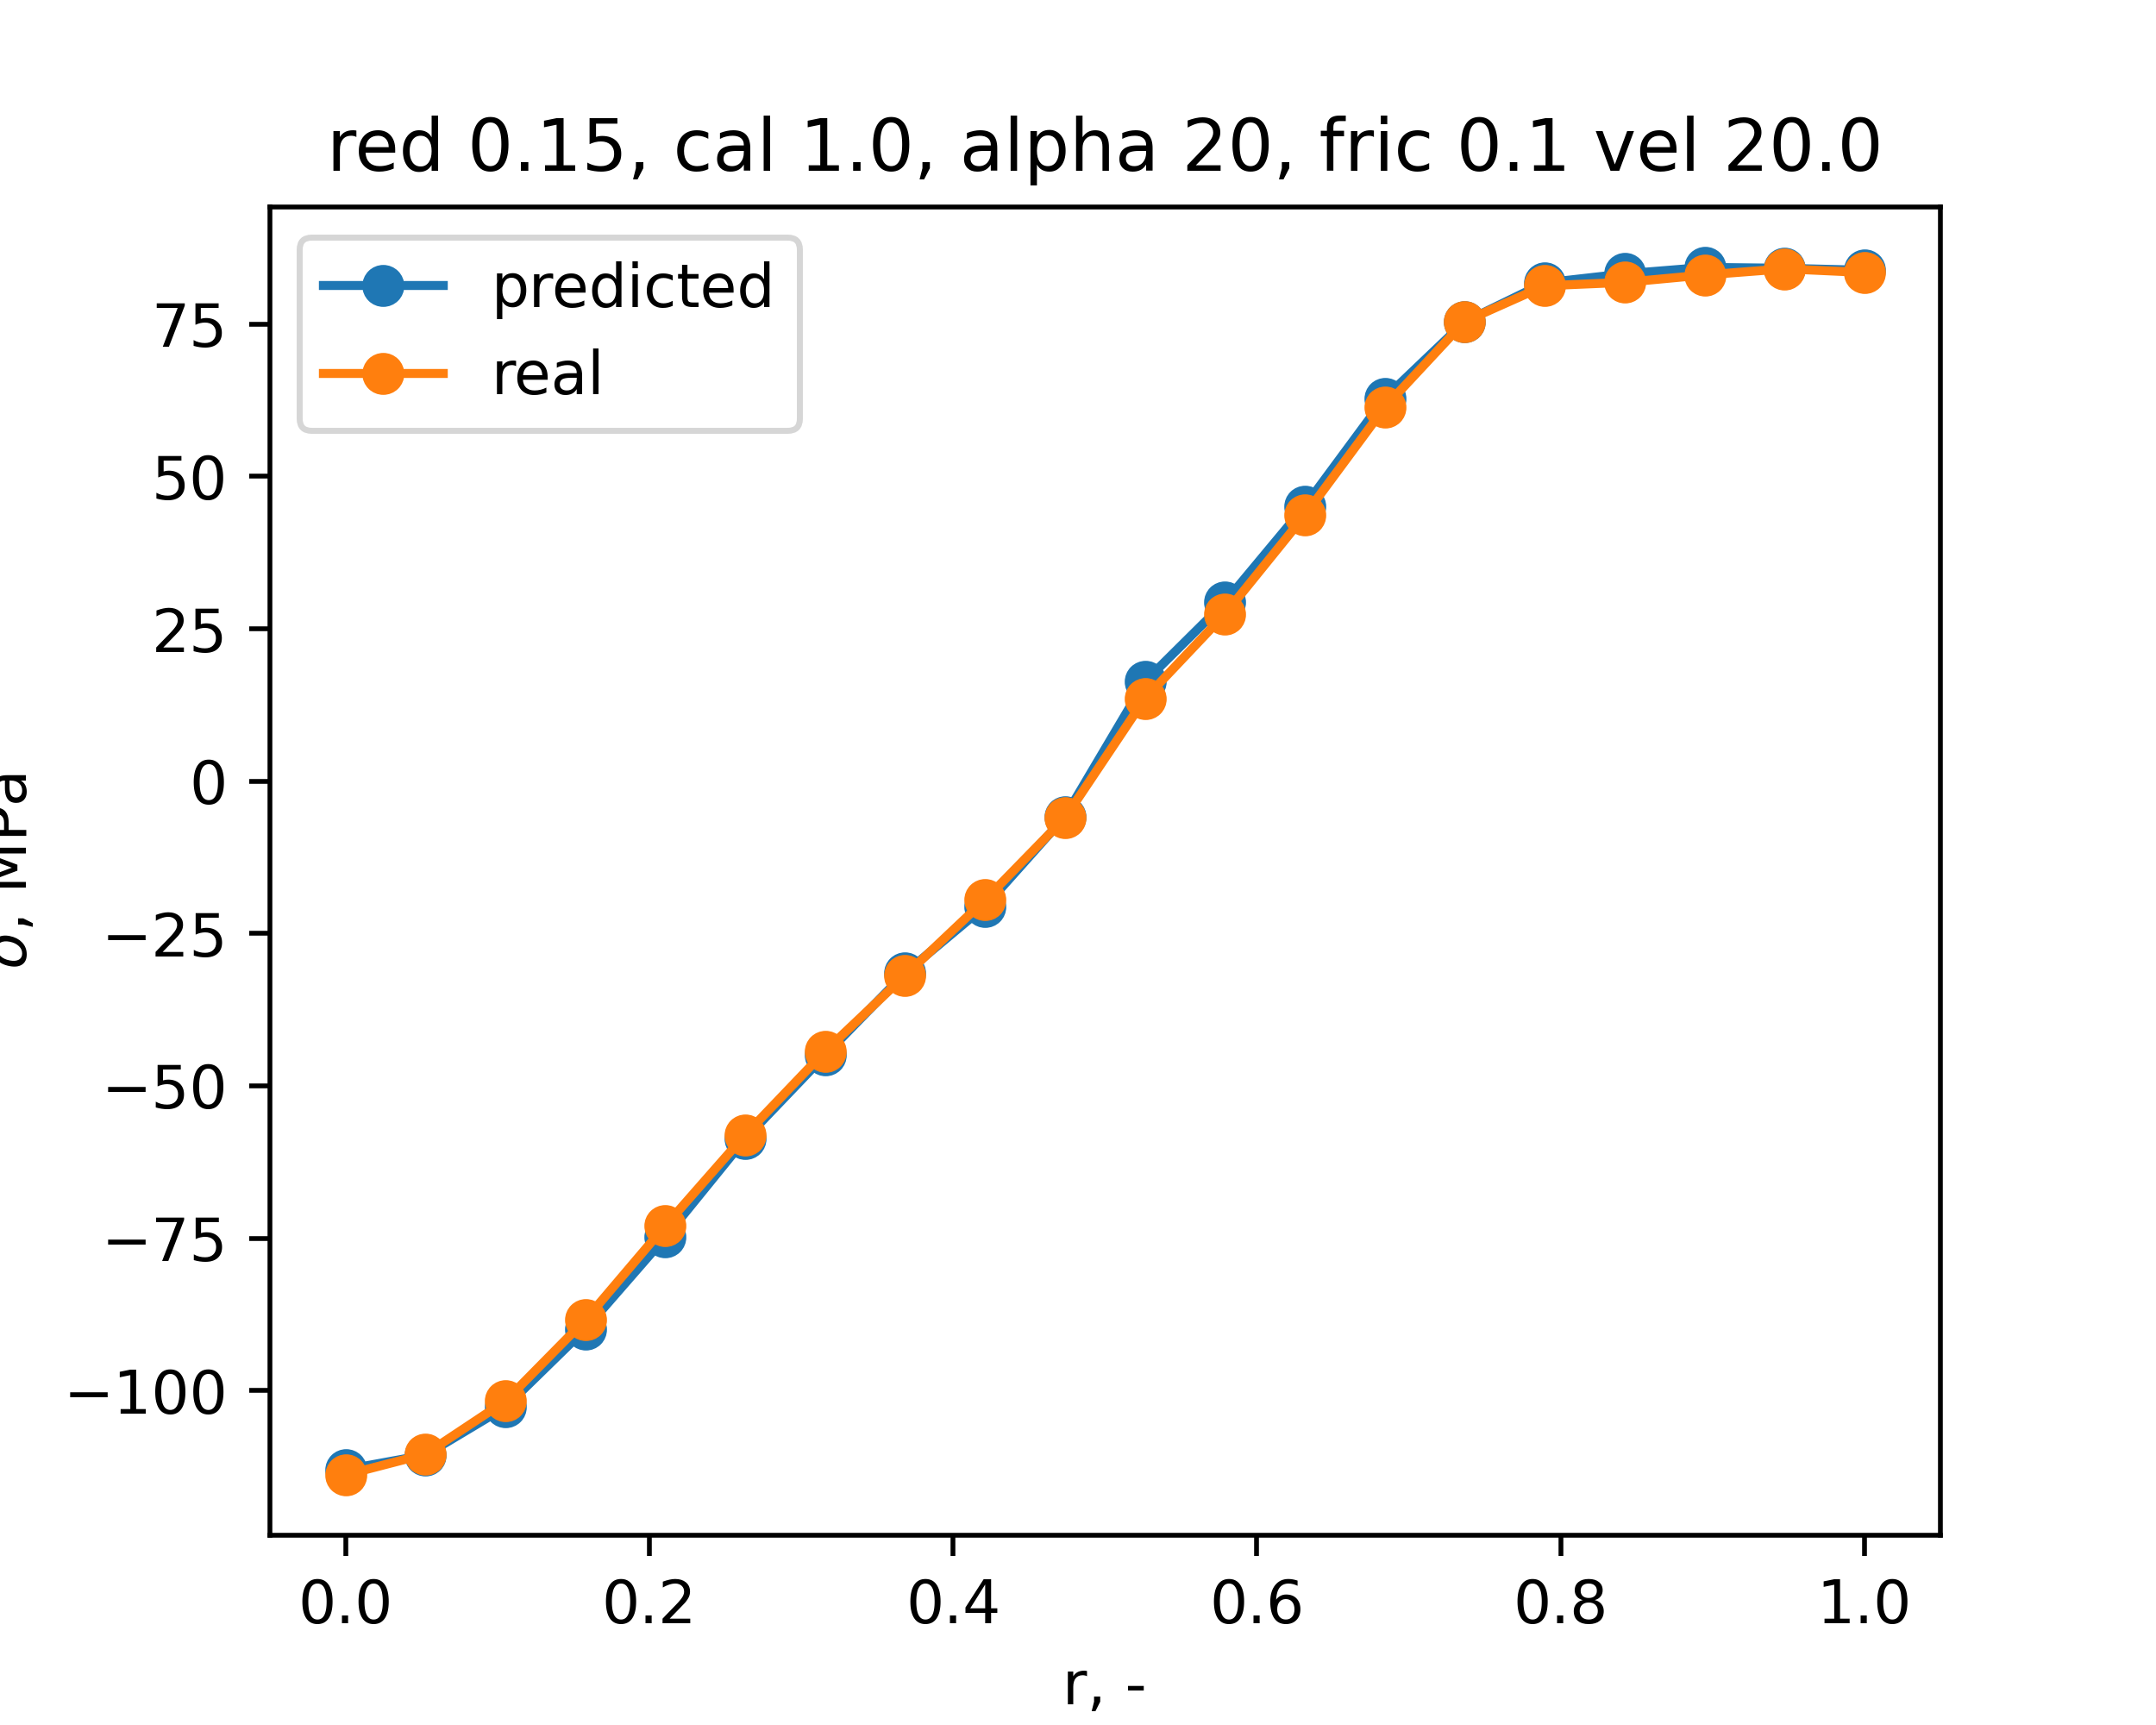 red 0.15, cal 1.0, alpha 20, fric 0.1 vel 20.0
predicted
real
75
50
25
0
−25
−50
−75
−100
σ, MPa
0.0 0.2 0.4 0.6 0.8 1.0
r, -